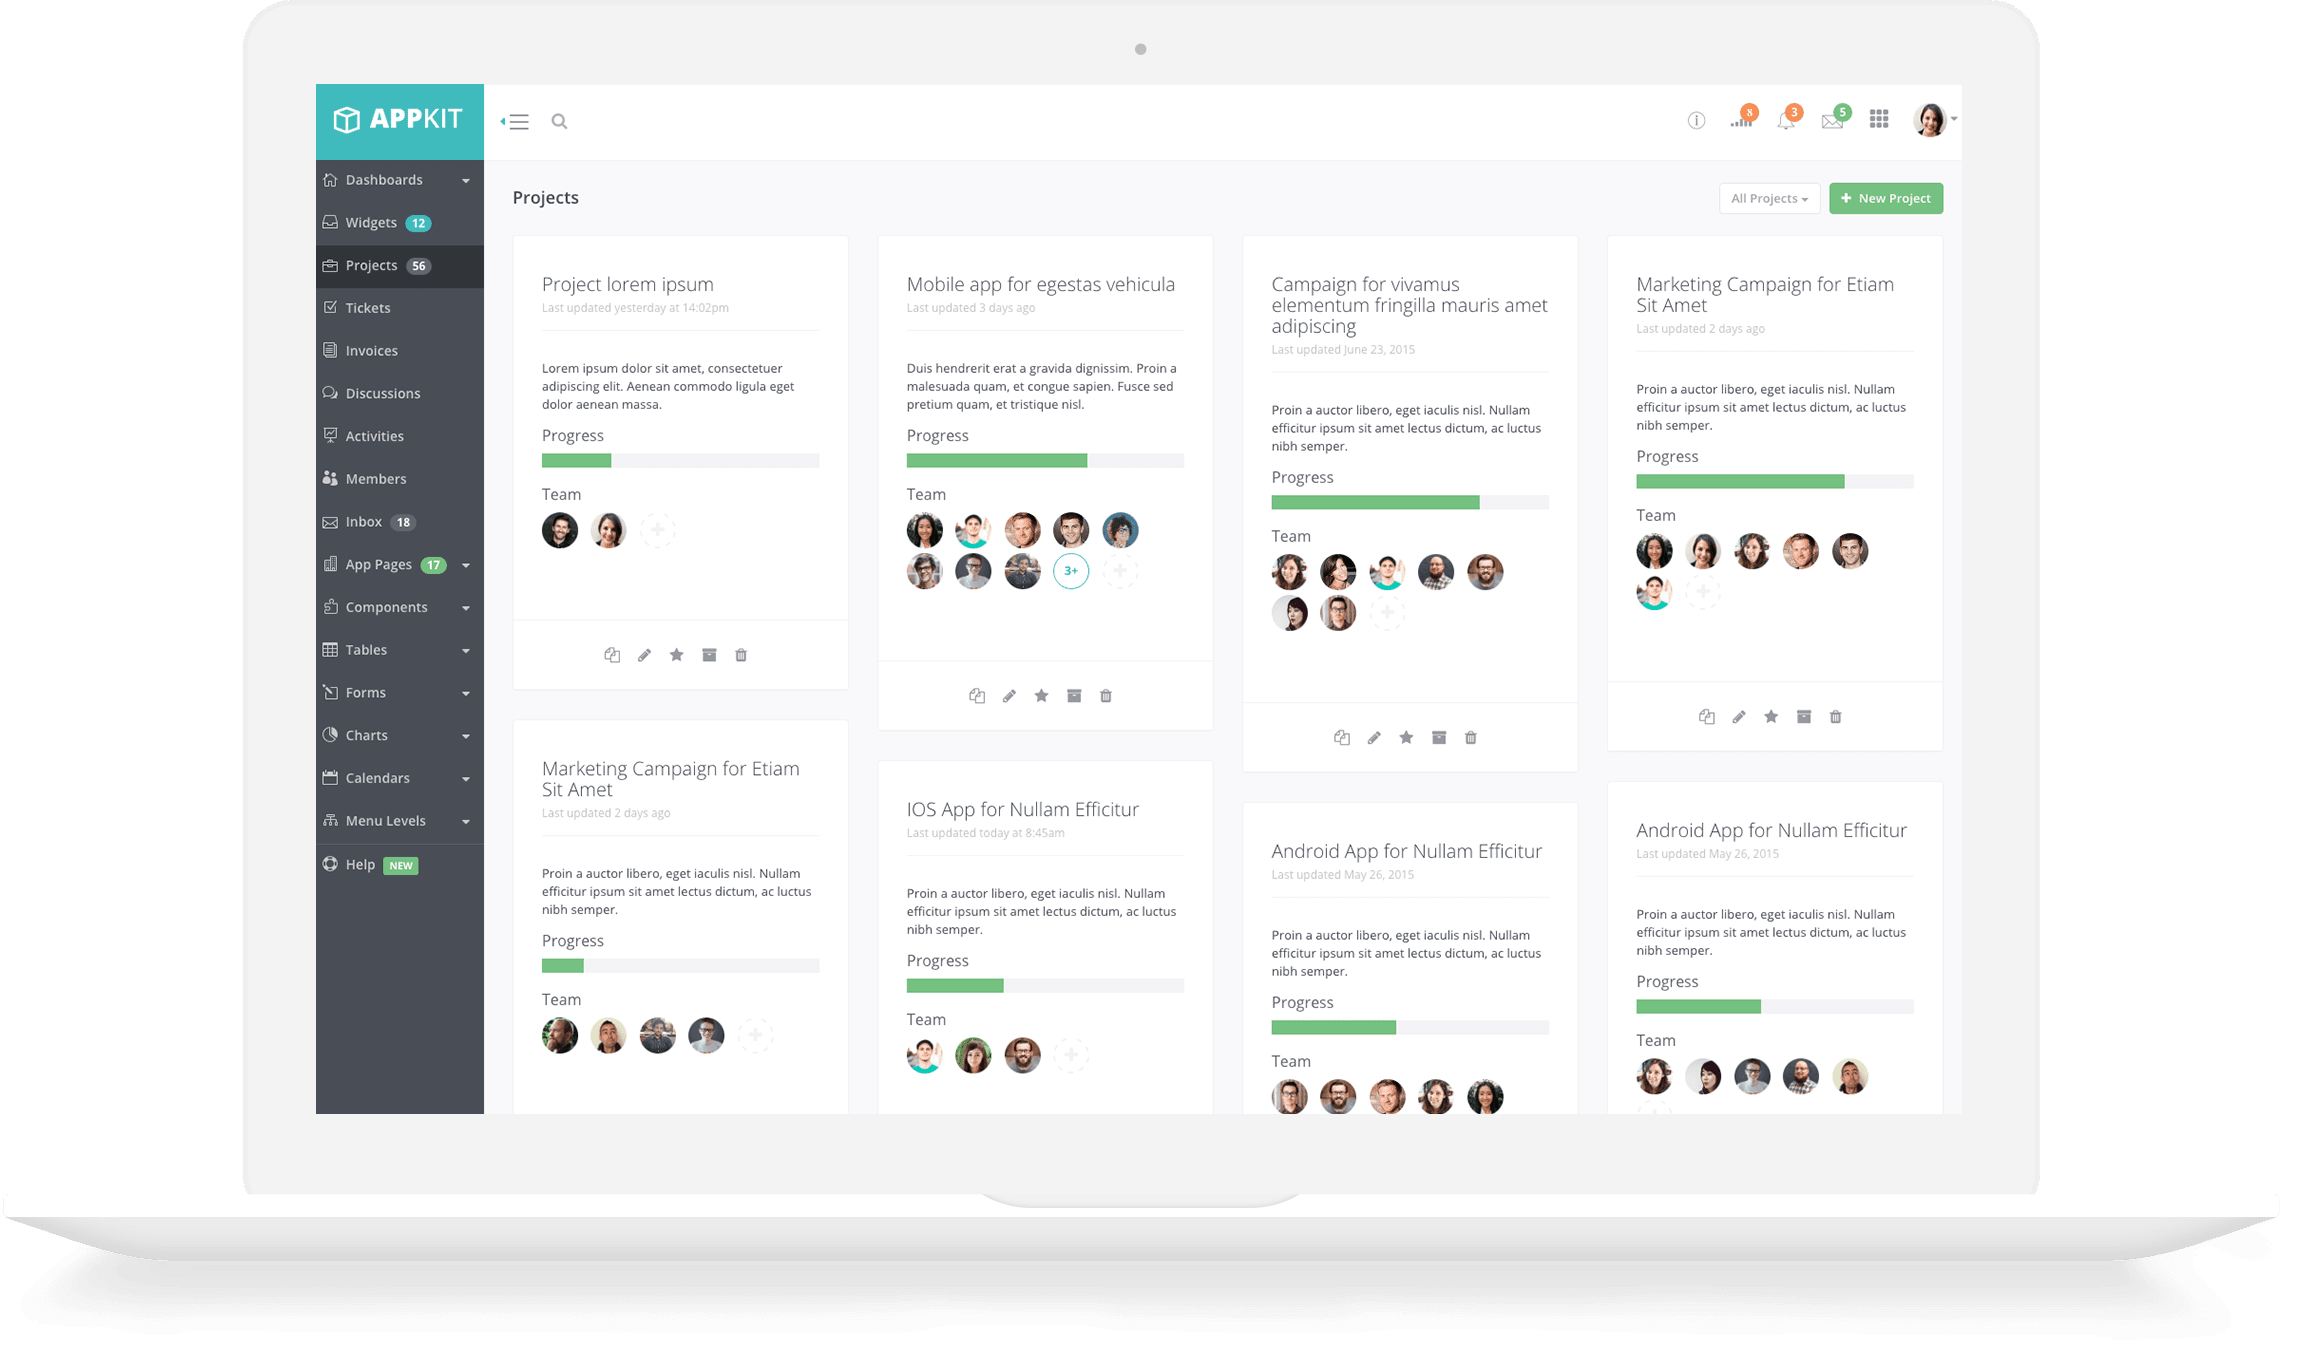 APPKIT
8
3
5
Dashboards
Widgets 12
Projects 56
Tickets
Invoices
Discussions
Activities
Members
Inbox 18
App Pages 17
Components
Tables
Forms
Charts
Calendars
Menu Levels
Help NEW
Projects
All Projects
+ New Project
Project lorem ipsum
Last updated yesterday at 14:02pm
Lorem ipsum dolor sit amet, consectetuer
adipiscing elit. Aenean commodo ligula eget
dolor aenean massa.
Progress
Team
Mobile app for egestas vehicula
Last updated 3 days ago
Duis hendrerit erat a gravida dignissim. Proin a
malesuada quam, et congue sapien. Fusce sed
pretium quam, et tristique nisl.
Progress
Team
3+
Campaign for vivamus
elementum fringilla mauris amet
adipiscing
Last updated June 23, 2015
Proin a auctor libero, eget iaculis nisl. Nullam
efficitur ipsum sit amet lectus dictum, ac luctus
nibh semper.
Progress
Team
Marketing Campaign for Etiam
Sit Amet
Last updated 2 days ago
Proin a auctor libero, eget iaculis nisl. Nullam
efficitur ipsum sit amet lectus dictum, ac luctus
nibh semper.
Progress
Team
Marketing Campaign for Etiam
Sit Amet
Last updated 2 days ago
Proin a auctor libero, eget iaculis nisl. Nullam
efficitur ipsum sit amet lectus dictum, ac luctus
nibh semper.
Progress
Team
IOS App for Nullam Efficitur
Last updated today at 8:45am
Proin a auctor libero, eget iaculis nisl. Nullam
efficitur ipsum sit amet lectus dictum, ac luctus
nibh semper.
Progress
Team
Android App for Nullam Efficitur
Last updated May 26, 2015
Proin a auctor libero, eget iaculis nisl. Nullam
efficitur ipsum sit amet lectus dictum, ac luctus
nibh semper.
Progress
Team
Android App for Nullam Efficitur
Last updated May 26, 2015
Proin a auctor libero, eget iaculis nisl. Nullam
efficitur ipsum sit amet lectus dictum, ac luctus
nibh semper.
Progress
Team